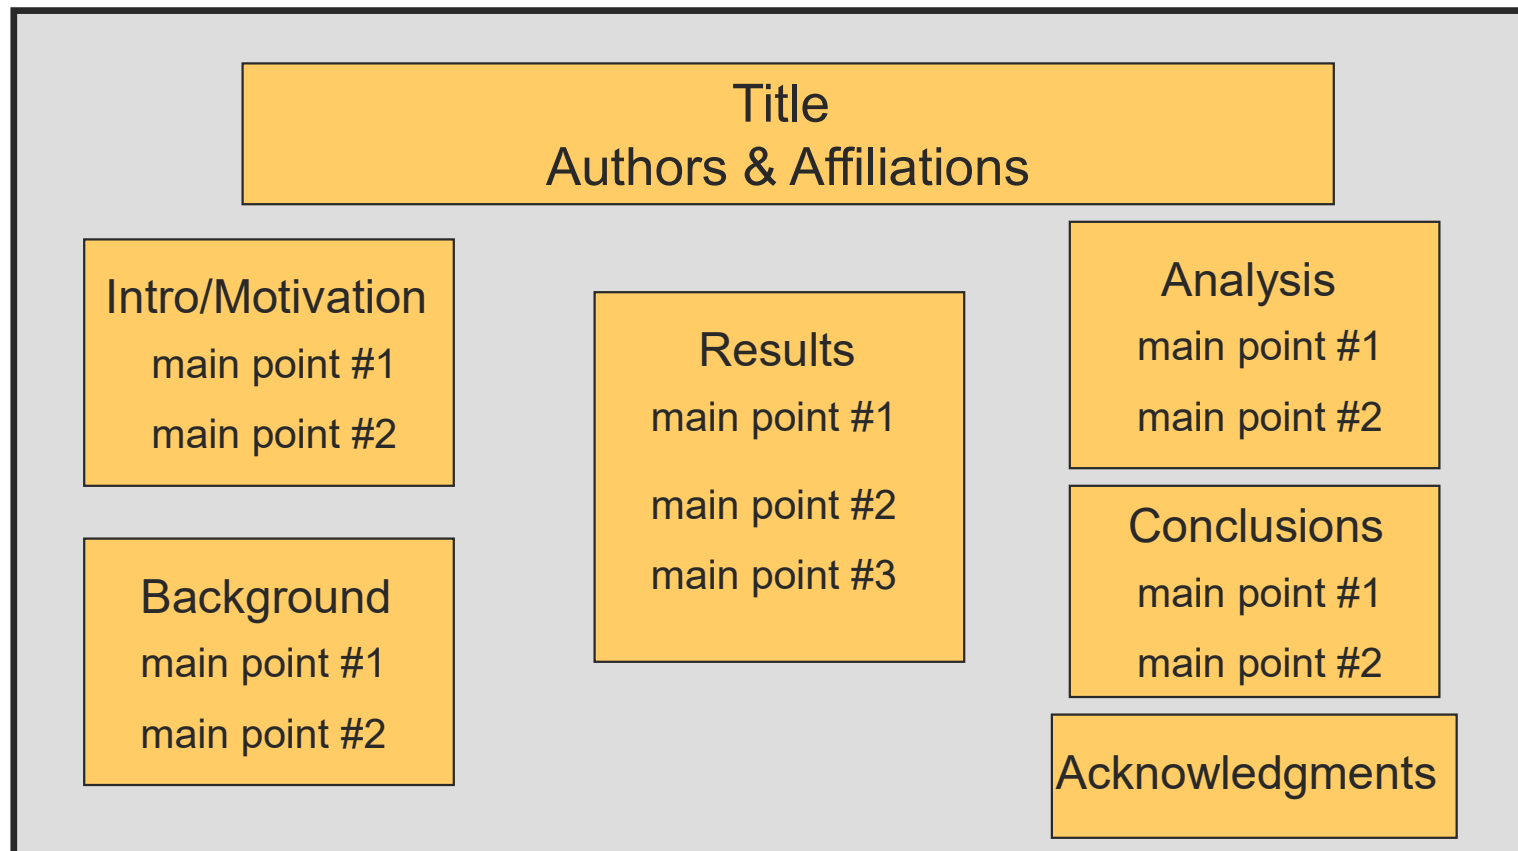 Title
Authors & Affiliations
Intro/Motivation
main point #1
main point #2
Background
main point #1
main point #2
Results
main point #1
main point #2
main point #3
Analysis
main point #1
main point #2
Conclusions
main point #1
main point #2
Acknowledgments